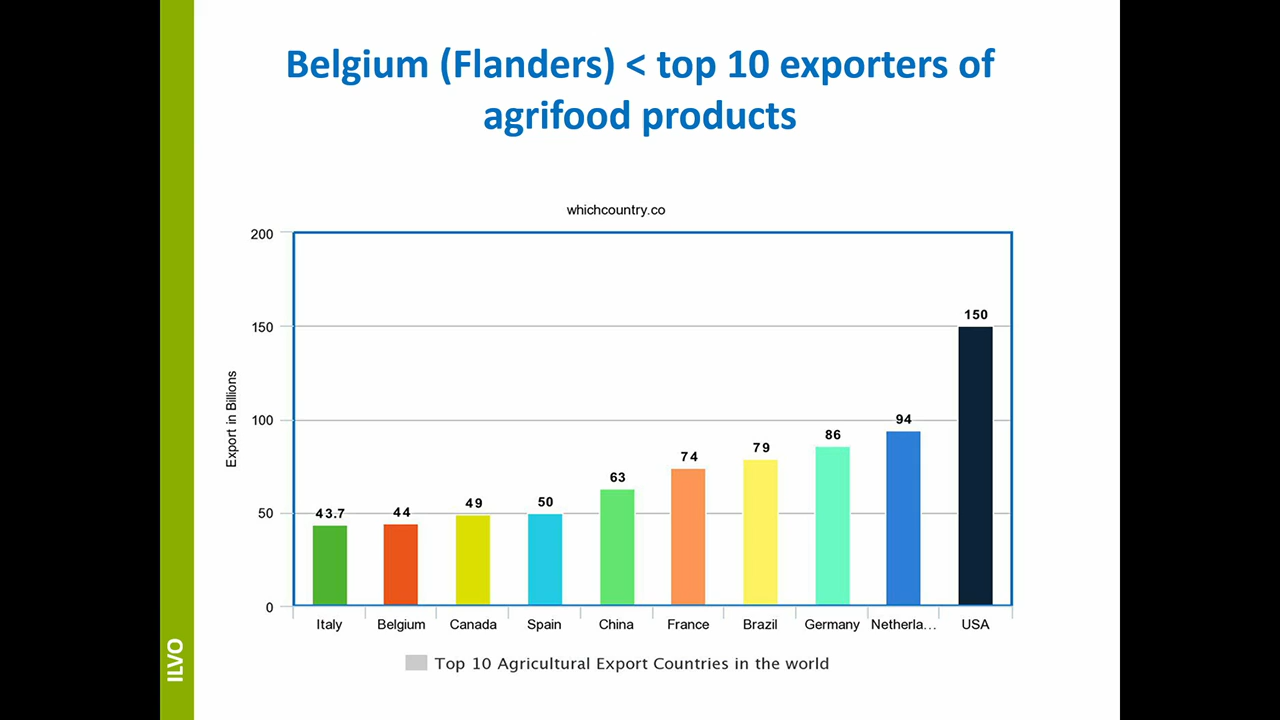 Belgium (Flanders) < top 10 exporters of
agrifood products
whichcountry.co
200
150
100
50
0
Export in Billions
43.7
44
49
50
63
74
79
86
94
150
Italy
Belgium
Canada
Spain
China
France
Brazil
Germany
Netherla...
USA
Top 10 Agricultural Export Countries in the world
ILVO